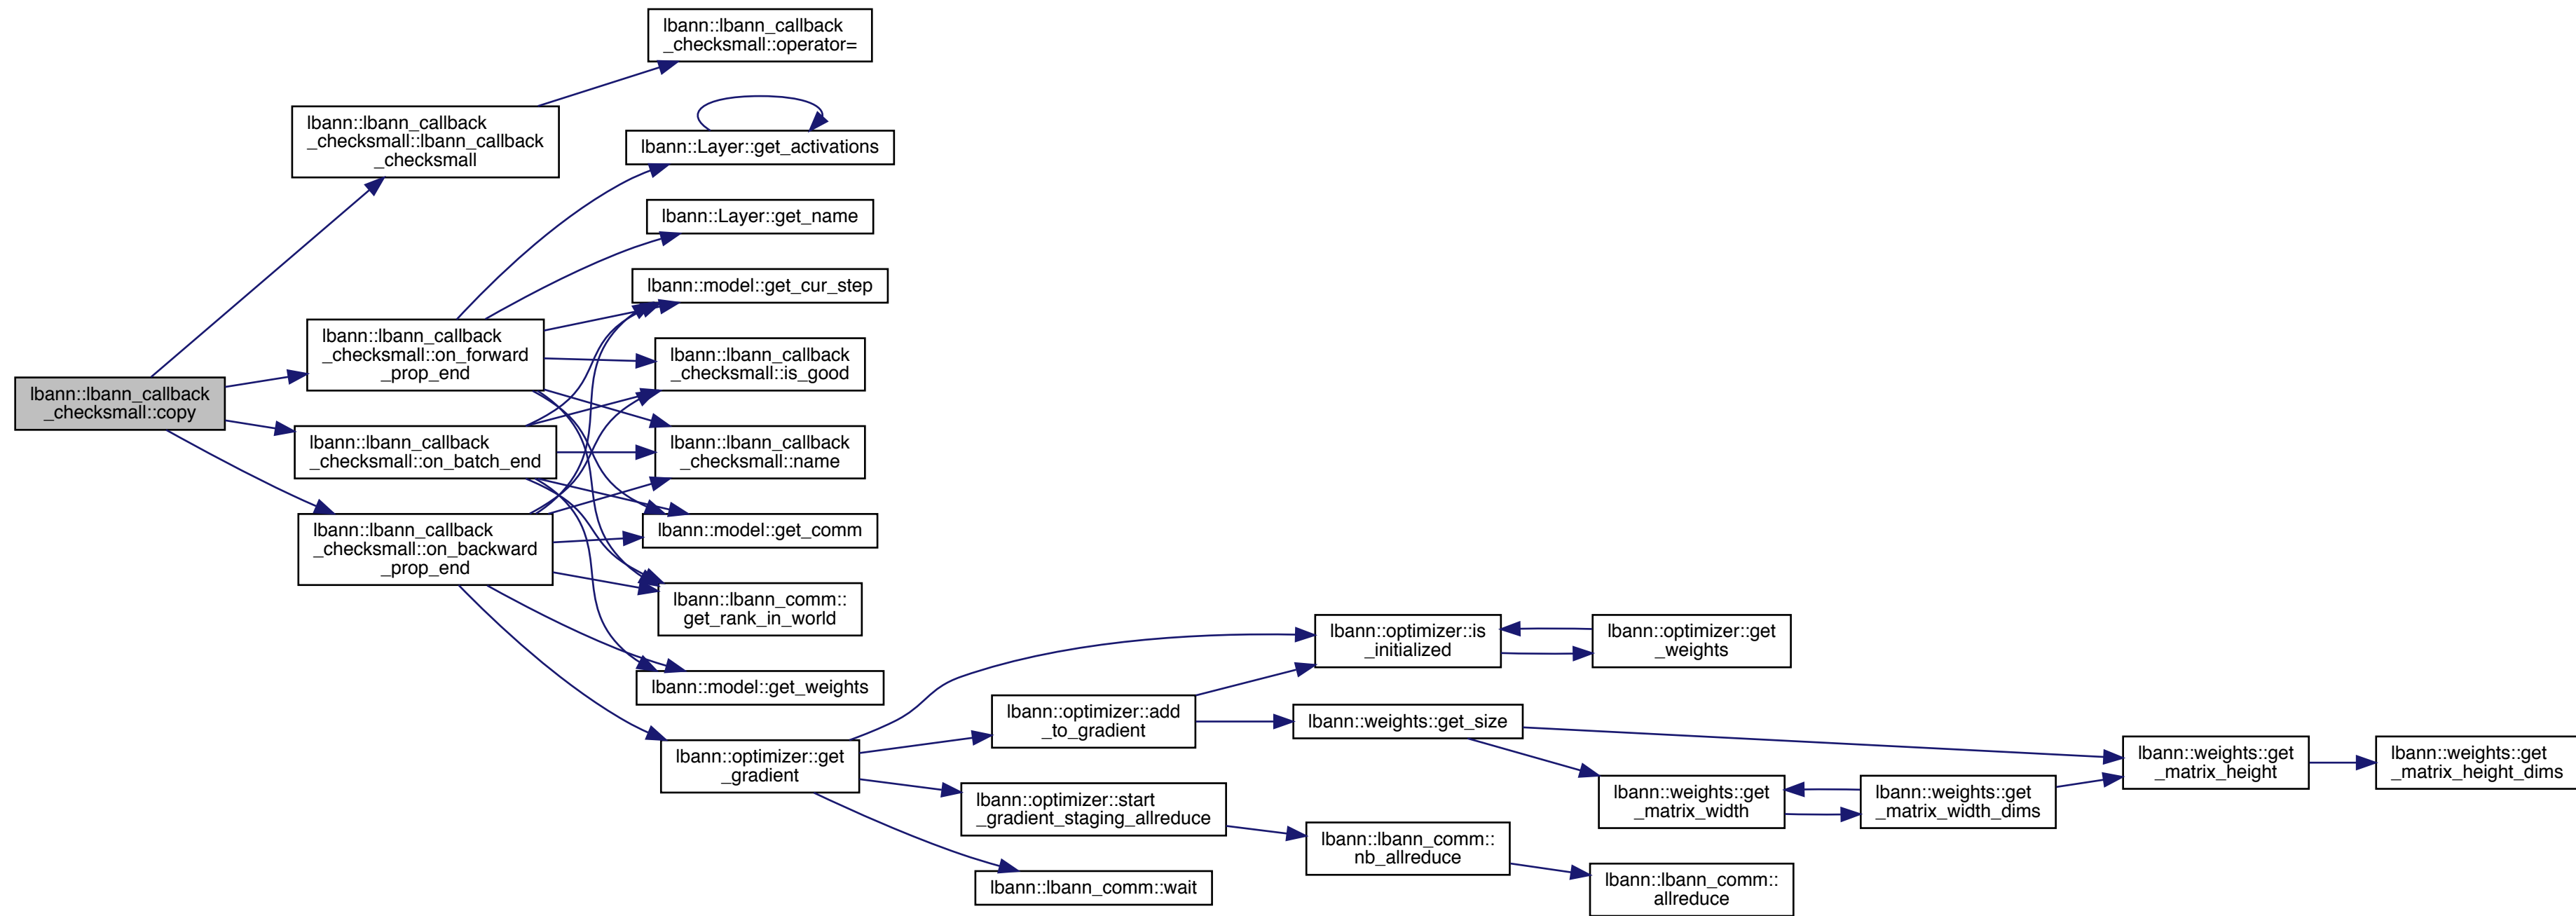 lbann::lbann_callback
_checksmall::copy
lbann::lbann_callback
_checksmall::lbann_callback
_checksmall
lbann::lbann_callback
_checksmall::operator=
lbann::lbann_callback
_checksmall::on_forward
_prop_end
lbann::Layer::get_activations
lbann::Layer::get_name
lbann::model::get_cur_step
lbann::lbann_callback
_checksmall::is_good
lbann::lbann_callback
_checksmall::name
lbann::model::get_comm
lbann::lbann_comm::
get_rank_in_world
lbann::lbann_callback
_checksmall::on_batch_end
lbann::model::get_weights
lbann::lbann_callback
_checksmall::on_backward
_prop_end
lbann::optimizer::get
_gradient
lbann::optimizer::is
_initialized
lbann::optimizer::get
_weights
lbann::optimizer::add
_to_gradient
lbann::weights::get_size
lbann::weights::get
_matrix_height
lbann::weights::get
_matrix_height_dims
lbann::weights::get
_matrix_width
lbann::weights::get
_matrix_width_dims
lbann::optimizer::start
_gradient_staging_allreduce
lbann::lbann_comm::
nb_allreduce
lbann::lbann_comm::
allreduce
lbann::lbann_comm::wait